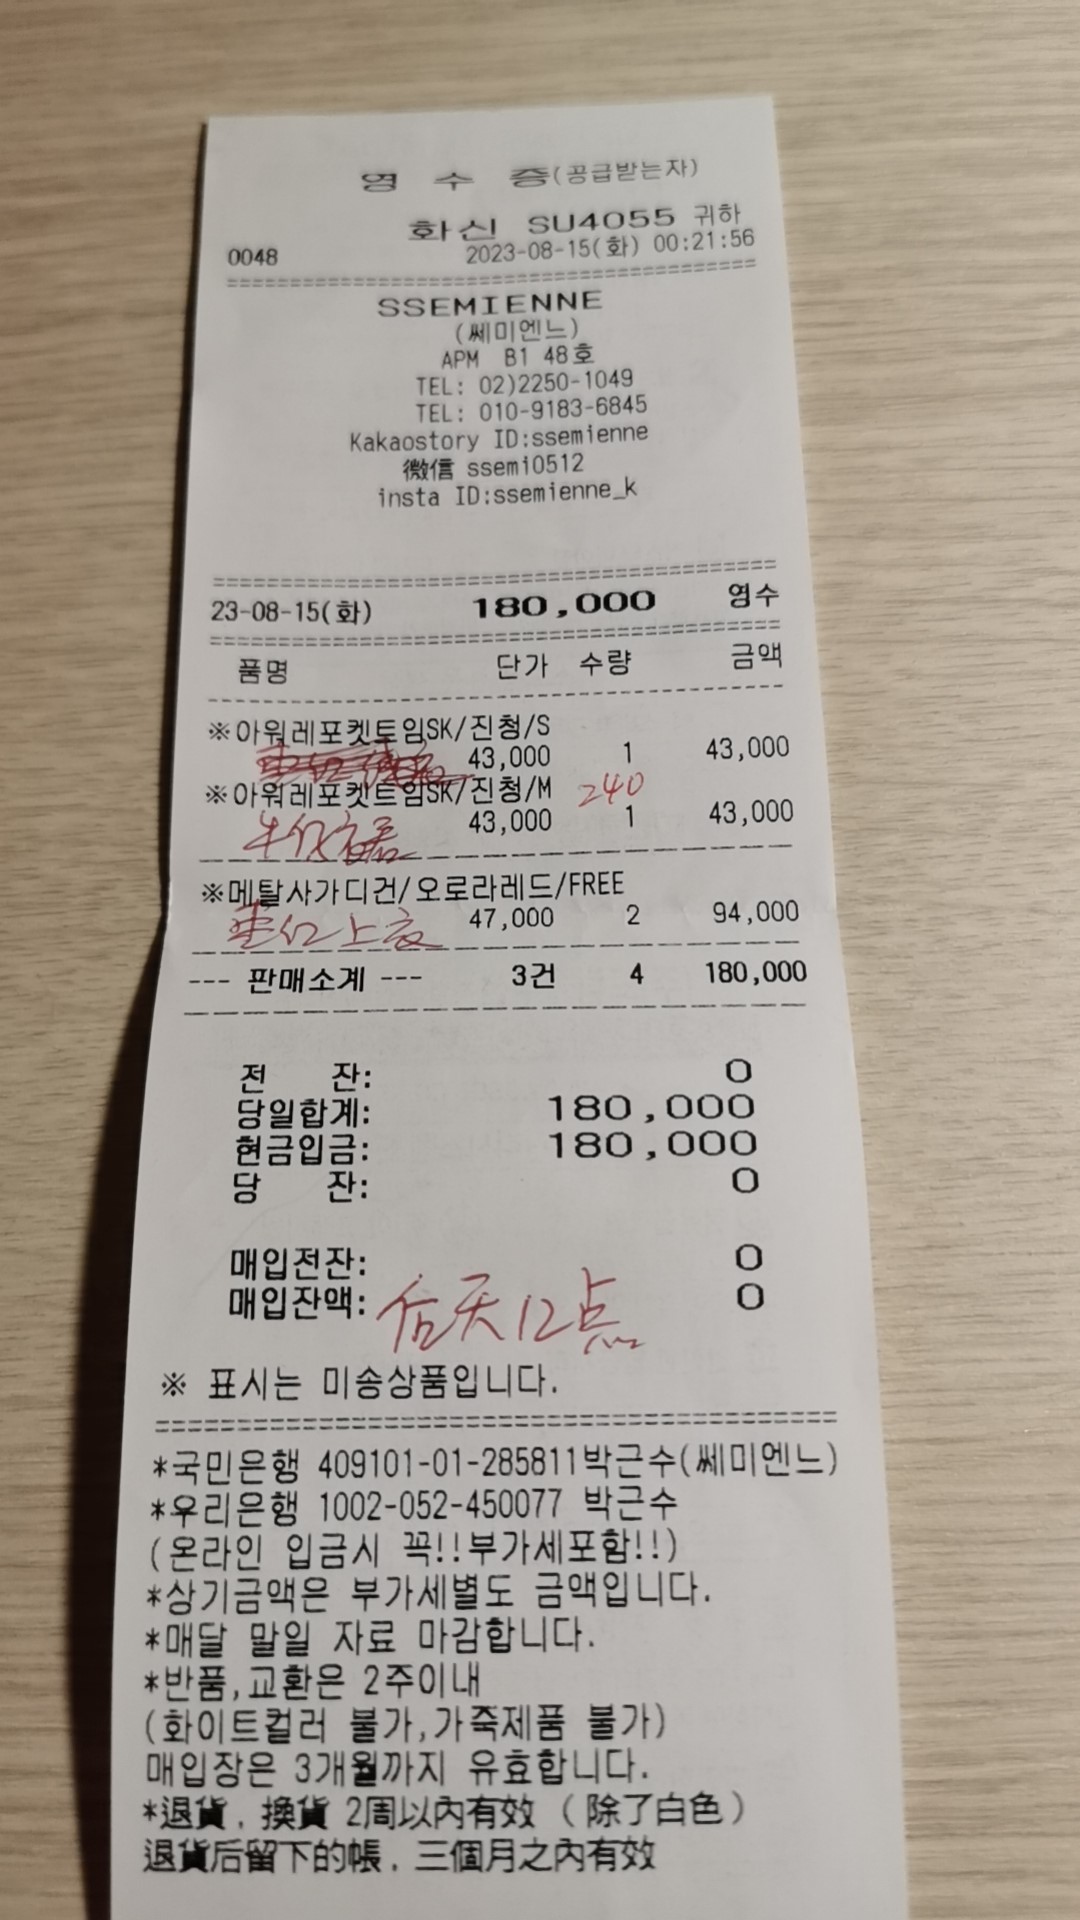 영 수 증(공급받는자)
화신 SU4055 귀하
0048 2023-08-15(화) 00:21:56
SSEMIENNE
(쎄미엔느)
APM B1 48호
TEL: 02)2250-1049
TEL: 010-9183-6845
Kakaostory ID:ssemienne
微信 ssemi0512
insta ID:ssemienne_k
23-08-15(화) 180,000 영수
품명 단가 수량 금액
※아워레포켓트임SK/진청/S
43,000 1 43,000
※아워레포켓트임SK/진청/M 240
43,000 1 43,000
牛仔
※메탈사가디건/오로라레드/FREE
47,000 2 94,000
--- 판매소계 --- 3건 4 180,000
전 잔: 0
당일합계: 180,000
현금입금: 180,000
당 잔: 0
매입전잔: 0
매입잔액: 0
后天12点
※ 표시는 미송상품입니다.
*국민은행 409101-01-285811박근수(쎄미엔느)
*우리은행 1002-052-450077 박근수
(온라인 입금시 꼭!!부가세포함!!)
*상기금액은 부가세별도 금액입니다.
*매달 말일 자료 마감합니다.
*반품,교환은 2주이내
(화이트컬러 불가,가죽제품 불가)
매입장은 3개월까지 유효합니다.
*退貨, 換貨 2周以內有效 ( 除了白色 )
退貨后留下的帳, 三個月之內有效